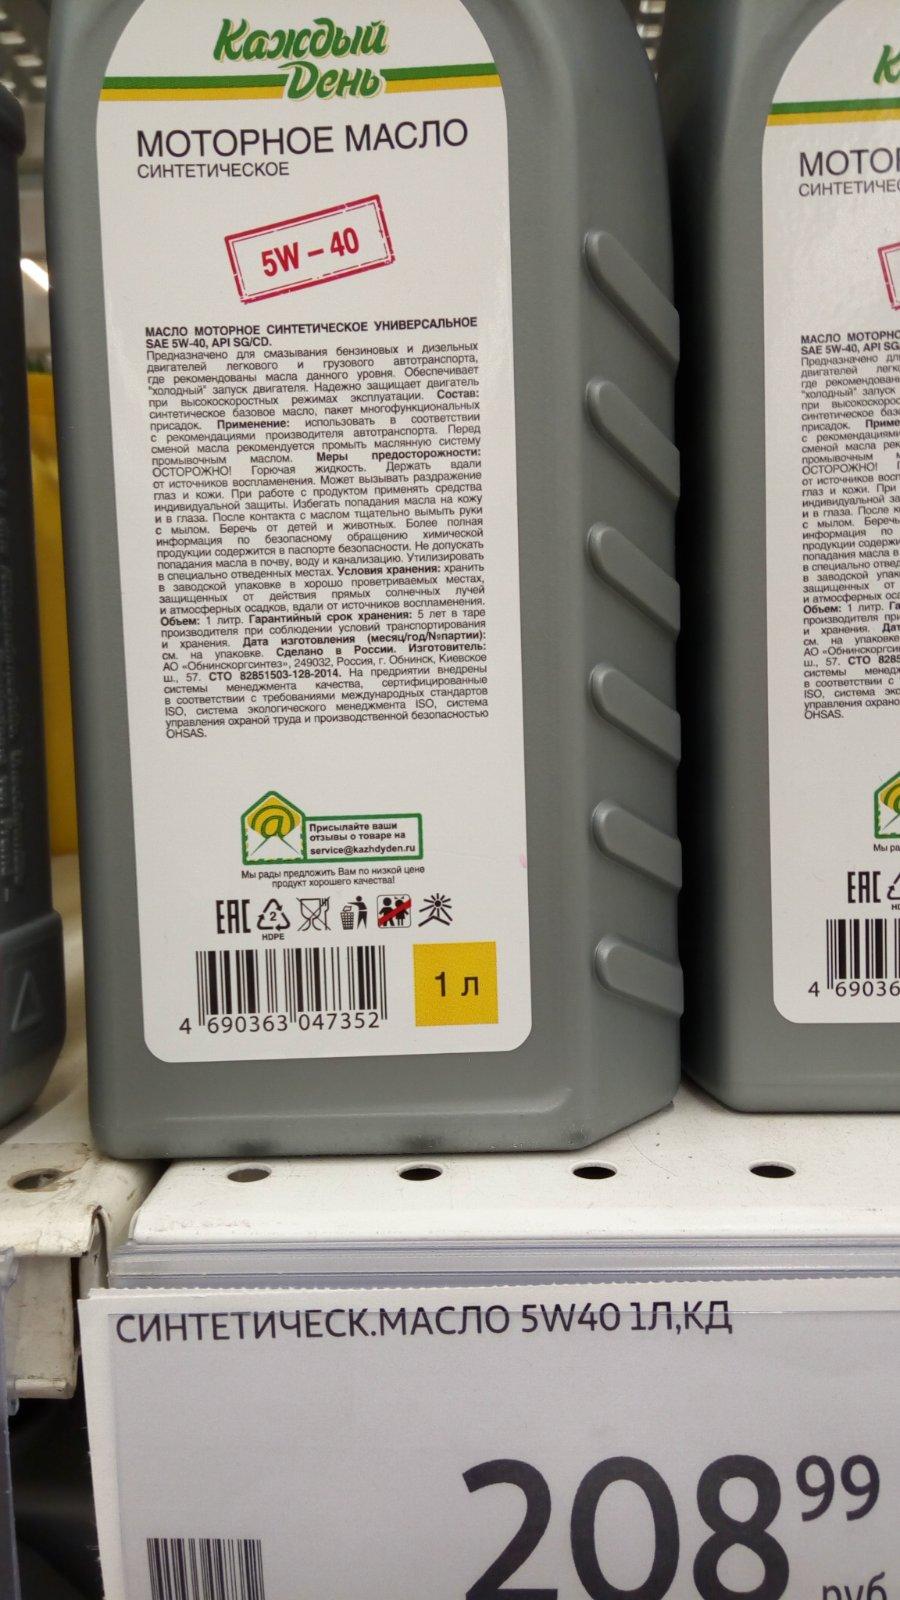 Каждый
День
МОТОРНОЕ МАСЛО
СИНТЕТИЧЕСКОЕ
5W – 40
МАСЛО МОТОРНОЕ СИНТЕТИЧЕСКОЕ УНИВЕРСАЛЬНОЕ
SAE 5W-40, API SG/CD.
Предназначено для смазывания бензиновых и дизельных
двигателей легкового и грузового автотранспорта,
где рекомендованы масла данного уровня. Обеспечивает
"холодный" запуск двигателя. Надежно защищает двигатель
при высокоскоростных режимах эксплуатации. Состав:
синтетическое базовое масло, пакет многофункциональных
присадок. Применение: использовать в соответствии
с рекомендациями производителя автотранспорта. Перед
сменой масла рекомендуется промыть маслянную систему
промывочным маслом. Меры предосторожности:
ОСТОРОЖНО! Горючая жидкость. Держать вдали
от источников воспламенения. Может вызывать раздражение
глаз и кожи. При работе с продуктом применять средства
индивидуальной защиты. Избегать попадания масла на кожу
и в глаза. После контакта с маслом тщательно вымыть руки
с мылом. Беречь от детей и животных. Более полная
информация по безопасному обращению химической
продукции содержится в паспорте безопасности. Не допускать
попадания масла в почву, воду и канализацию. Утилизировать
в специально отведенных местах. Условия хранения: хранить
в заводской упаковке в хорошо проветриваемых местах,
защищенных от действия прямых солнечных лучей
и атмосферных осадков, вдали от источников воспламенения.
Объем: 1 литр. Гарантийный срок хранения: 5 лет в таре
производителя при соблюдении условий транспортирования
и хранения. Дата изготовления (месяц/год/№партии):
см. на упаковке. Сделано в России. Изготовитель:
АО «Обнинскоргсинтез», 249032, Россия, г. Обнинск, Киевское
ш., 57. СТО 82851503-128-2014. На предриятии внедрены
системы менеджмента качества, сертифицированные
в соответствии с требованиями международных стандартов
ISO, система экологического менеджмента ISO, система
управления охраной труда и производственной безопасностью
OHSAS.
@
Присылайте ваши
отзывы о товаре на
service@kazhdyden.ru
Мы рады предложить Вам по низкой цене
продукт хорошего качества!
EAC 2
HDPE
4 690363 047352
1 л
СИНТЕТИЧЕСК.МАСЛО 5W40 1Л,КД
208 99
руб